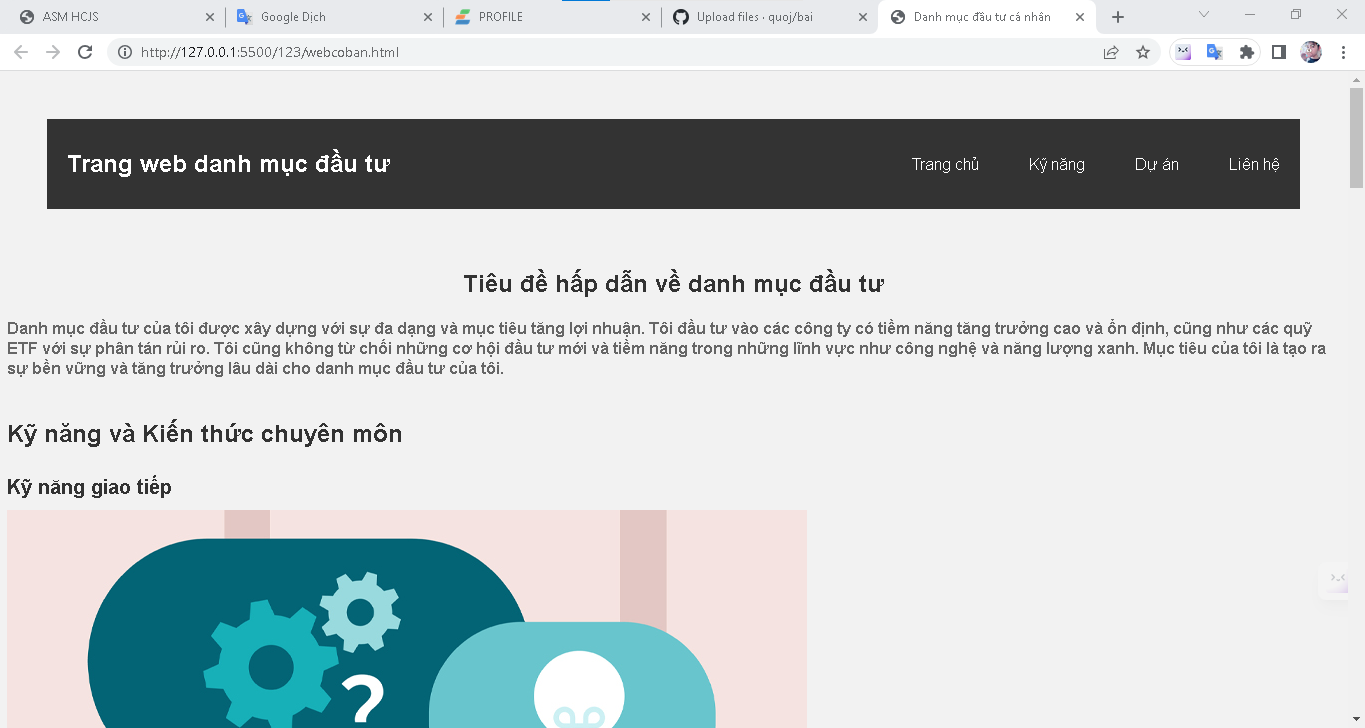 ASM HCJS
Google Dịch
PROFILE
Upload files · quoj/bai
Danh mục đầu tư cá nhân
http://127.0.0.1:5500/123/webcoban.html
Trang web danh mục đầu tư
Trang chủ
Kỹ năng
Dự án
Liên hệ
Tiêu đề hấp dẫn về danh mục đầu tư
Danh mục đầu tư của tôi được xây dựng với sự đa dạng và mục tiêu tăng lợi nhuận. Tôi đầu tư vào các công ty có tiềm năng tăng trưởng cao và ổn định, cũng như các quỹ
ETF với sự phân tán rủi ro. Tôi cũng không từ chối những cơ hội đầu tư mới và tiềm năng trong những lĩnh vực như công nghệ và năng lượng xanh. Mục tiêu của tôi là tạo ra
sự bền vững và tăng trưởng lâu dài cho danh mục đầu tư của tôi.
Kỹ năng và Kiến thức chuyên môn
Kỹ năng giao tiếp
?